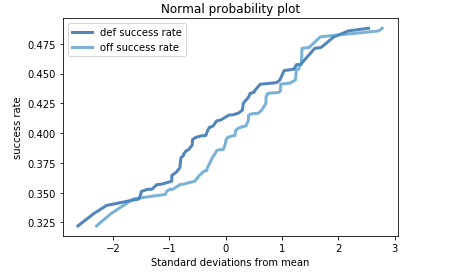 Normal probability plot
def success rate
off success rate
success rate
0.475
0.450
0.425
0.400
0.375
0.350
0.325
−2
−1
0
1
2
3
Standard deviations from mean